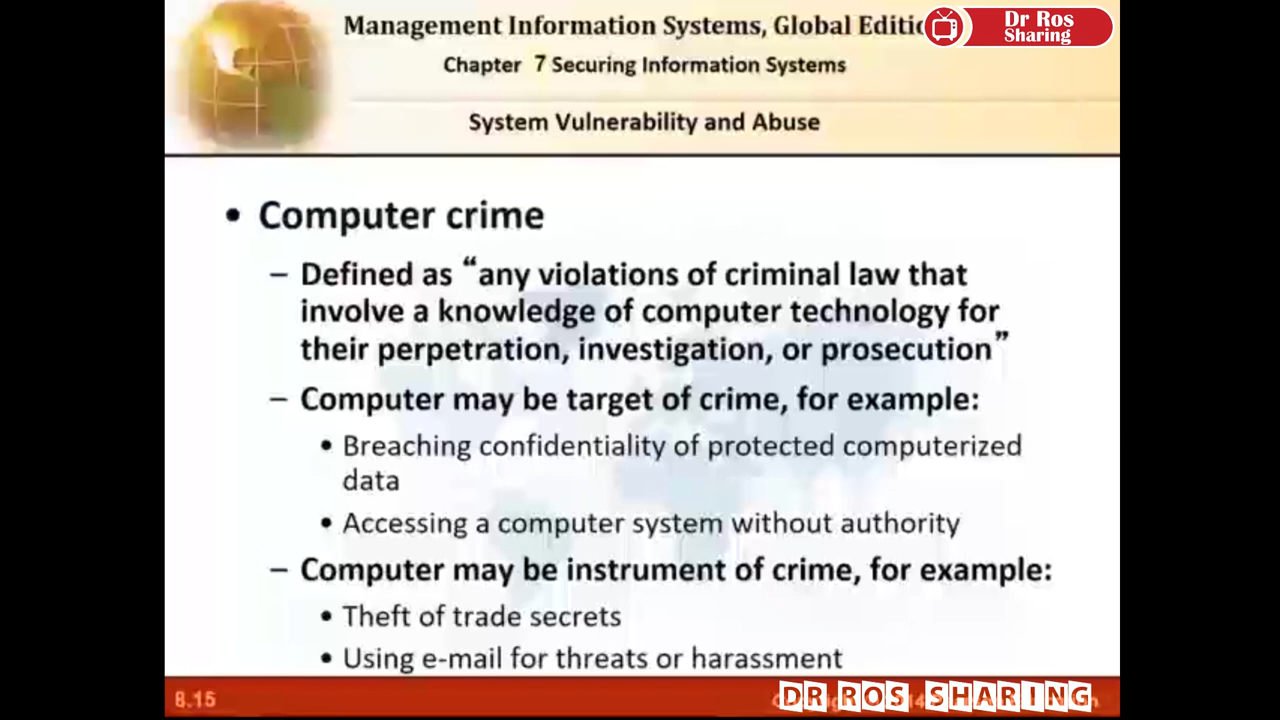 Management Information Systems, Global Editio
Dr Ros
Sharing
Chapter 7 Securing Information Systems
System Vulnerability and Abuse
• Computer crime
– Defined as “any violations of criminal law that
involve a knowledge of computer technology for
their perpetration, investigation, or prosecution”
– Computer may be target of crime, for example:
• Breaching confidentiality of protected computerized
data
• Accessing a computer system without authority
– Computer may be instrument of crime, for example:
• Theft of trade secrets
• Using e-mail for threats or harassment
8.15
DR ROS SHARING